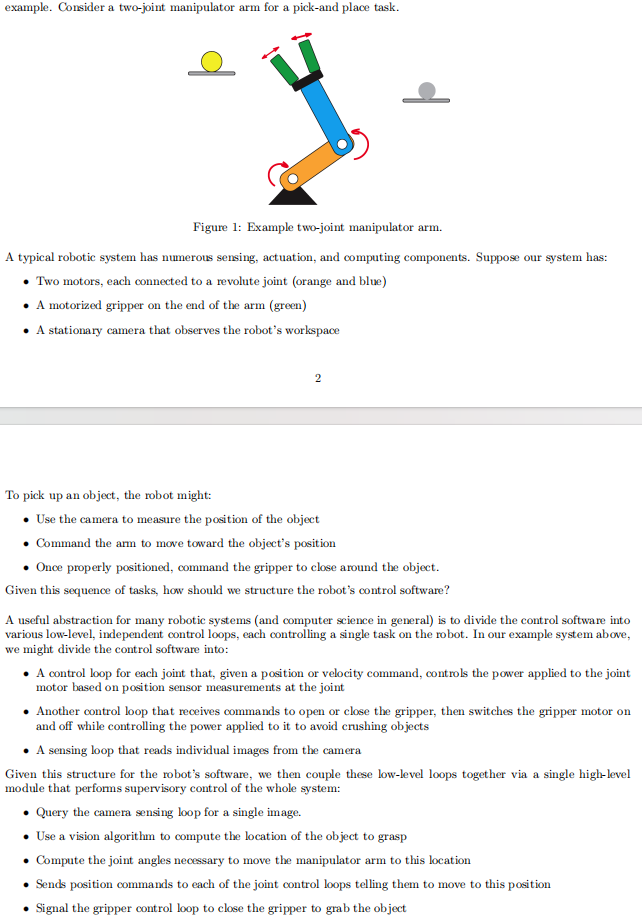 example. Consider a two-joint manipulator arm for a pick-and place task.
Figure 1: Example two-joint manipulator arm.
A typical robotic system has numerous sensing, actuation, and computing components. Suppose our system has:
• Two motors, each connected to a revolute joint (orange and blue)
• A motorized gripper on the end of the arm (green)
• A stationary camera that observes the robot's workspace
2
To pick up an object, the robot might:
• Use the camera to measure the position of the object
• Command the arm to move toward the object's position
• Once properly positioned, command the gripper to close around the object.
Given this sequence of tasks, how should we structure the robot's control software?
A useful abstraction for many robotic systems (and computer science in general) is to divide the control software into
various low-level, independent control loops, each controlling a single task on the robot. In our example system above,
we might divide the control software into:
• A control loop for each joint that, given a position or velocity command, controls the power applied to the joint
motor based on position sensor measurements at the joint
• Another control loop that receives commands to open or close the gripper, then switches the gripper motor on
and off while controlling the power applied to it to avoid crushing objects
• A sensing loop that reads individual images from the camera
Given this structure for the robot's software, we then couple these low-level loops together via a single high-level
module that performs supervisory control of the whole system:
• Query the camera sensing loop for a single image.
• Use a vision algorithm to compute the location of the object to grasp
• Compute the joint angles necessary to move the manipulator arm to this location
• Sends position commands to each of the joint control loops telling them to move to this position
• Signal the gripper control loop to close the gripper to grab the object